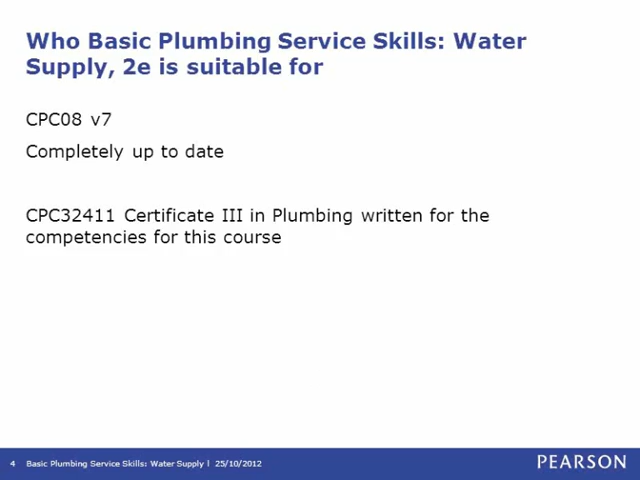 Who Basic Plumbing Service Skills: Water
Supply, 2e is suitable for
CPC08 v7
Completely up to date
CPC32411 Certificate III in Plumbing written for the
competencies for this course
4 Basic Plumbing Service Skills: Water Supply | 25/10/2012
PEARSON